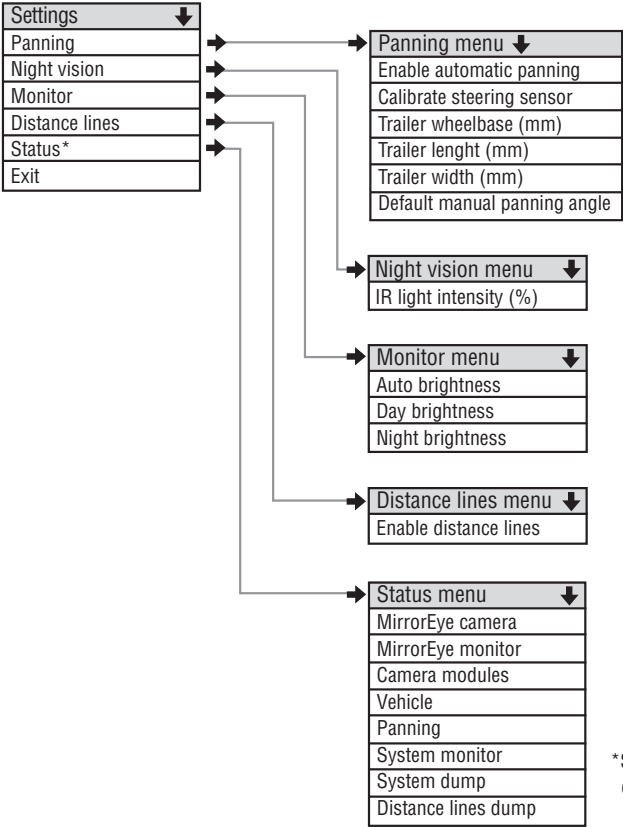 Settings
Panning
Night vision
Monitor
Distance lines
Status*
Exit
Panning menu
Enable automatic panning
Calibrate steering sensor
Trailer wheelbase (mm)
Trailer lenght (mm)
Trailer width (mm)
Default manual panning angle
Night vision menu
IR light intensity (%)
Monitor menu
Auto brightness
Day brightness
Night brightness
Distance lines menu
Enable distance lines
Status menu
MirrorEye camera
MirrorEye monitor
Camera modules
Vehicle
Panning
System monitor
System dump
Distance lines dump